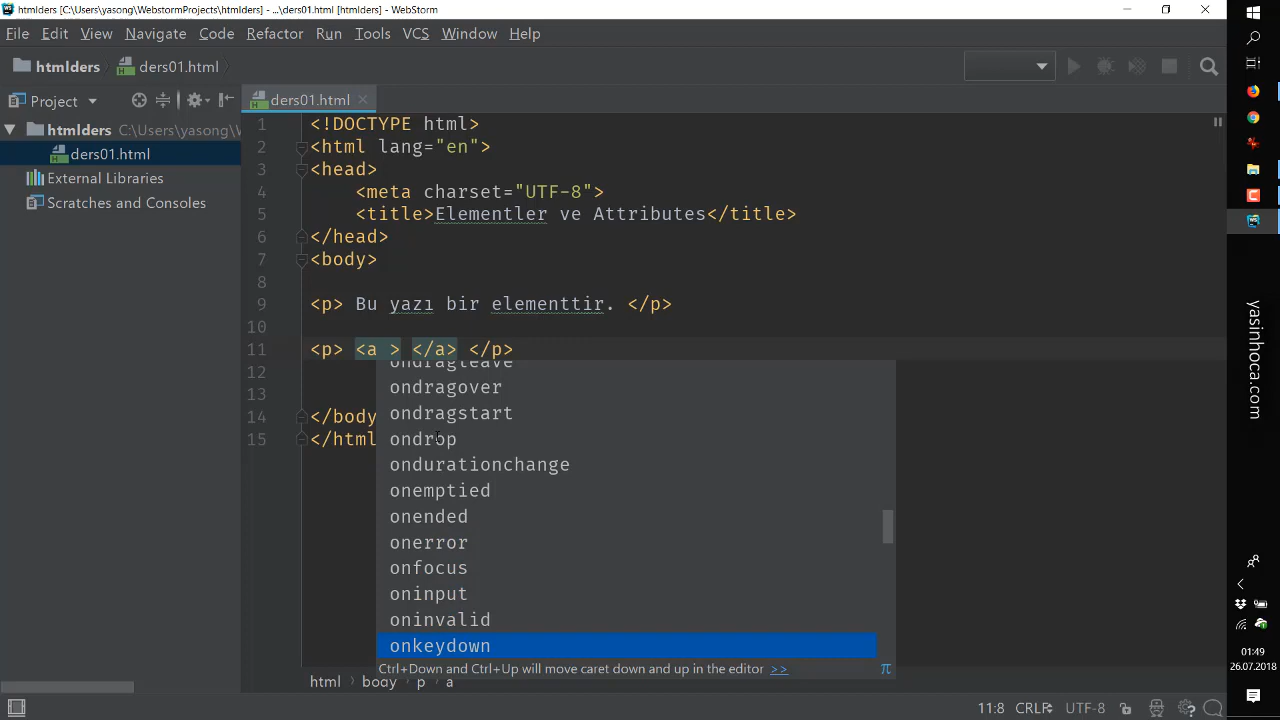 htmlders [C:\Users\yasong\WebstormProjects\htmlders] - ...\ders01.html [htmlders] - WebStorm
File Edit View Navigate Code Refactor Run Tools VCS Window Help
htmlders ders01.html
Project
ders01.html
htmlders C:\Users\yasong\W
ders01.html
External Libraries
Scratches and Consoles
1 <!DOCTYPE html>
2 <html lang="en">
3 <head>
4 <meta charset="UTF-8">
5 <title>Elementler ve Attributes</title>
6 </head>
7 <body>
8
9 <p> Bu yazı bir elementtir. </p>
10
11 <p> <a > </a> </p>
12
13
14 </body
15 </html
ondragleave
ondragover
ondragstart
ondrop
ondurationchange
onemptied
onended
onerror
onfocus
oninput
oninvalid
onkeydown
Ctrl+Down and Ctrl+Up will move caret down and up in the editor >> π
html body p a
11:8 CRLF UTF-8
yasinhoca.com
01:49
26.07.2018